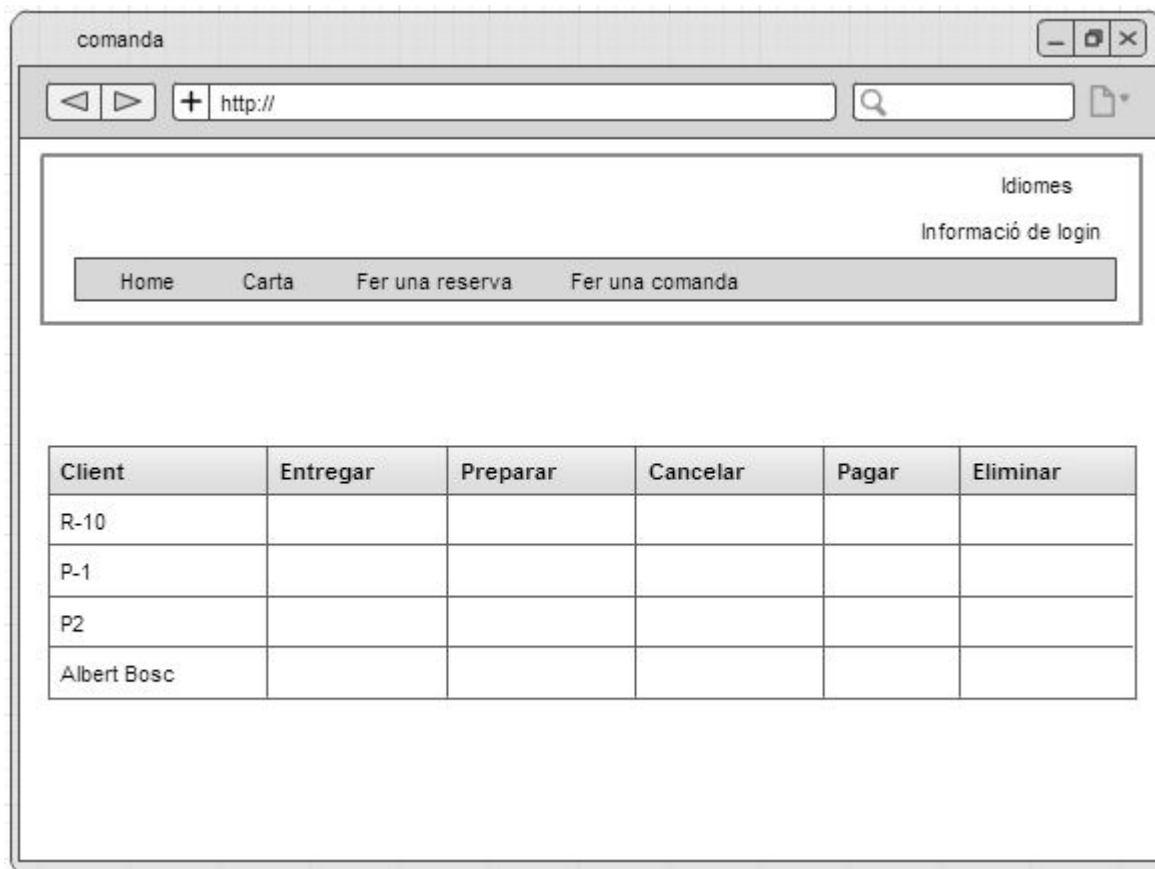 comanda
http://
Idiomes
Informació de login
Home Carta Fer una reserva Fer una comanda
Client Entregar Preparar Cancelar Pagar Eliminar
R-10
P-1
P2
Albert Bosc